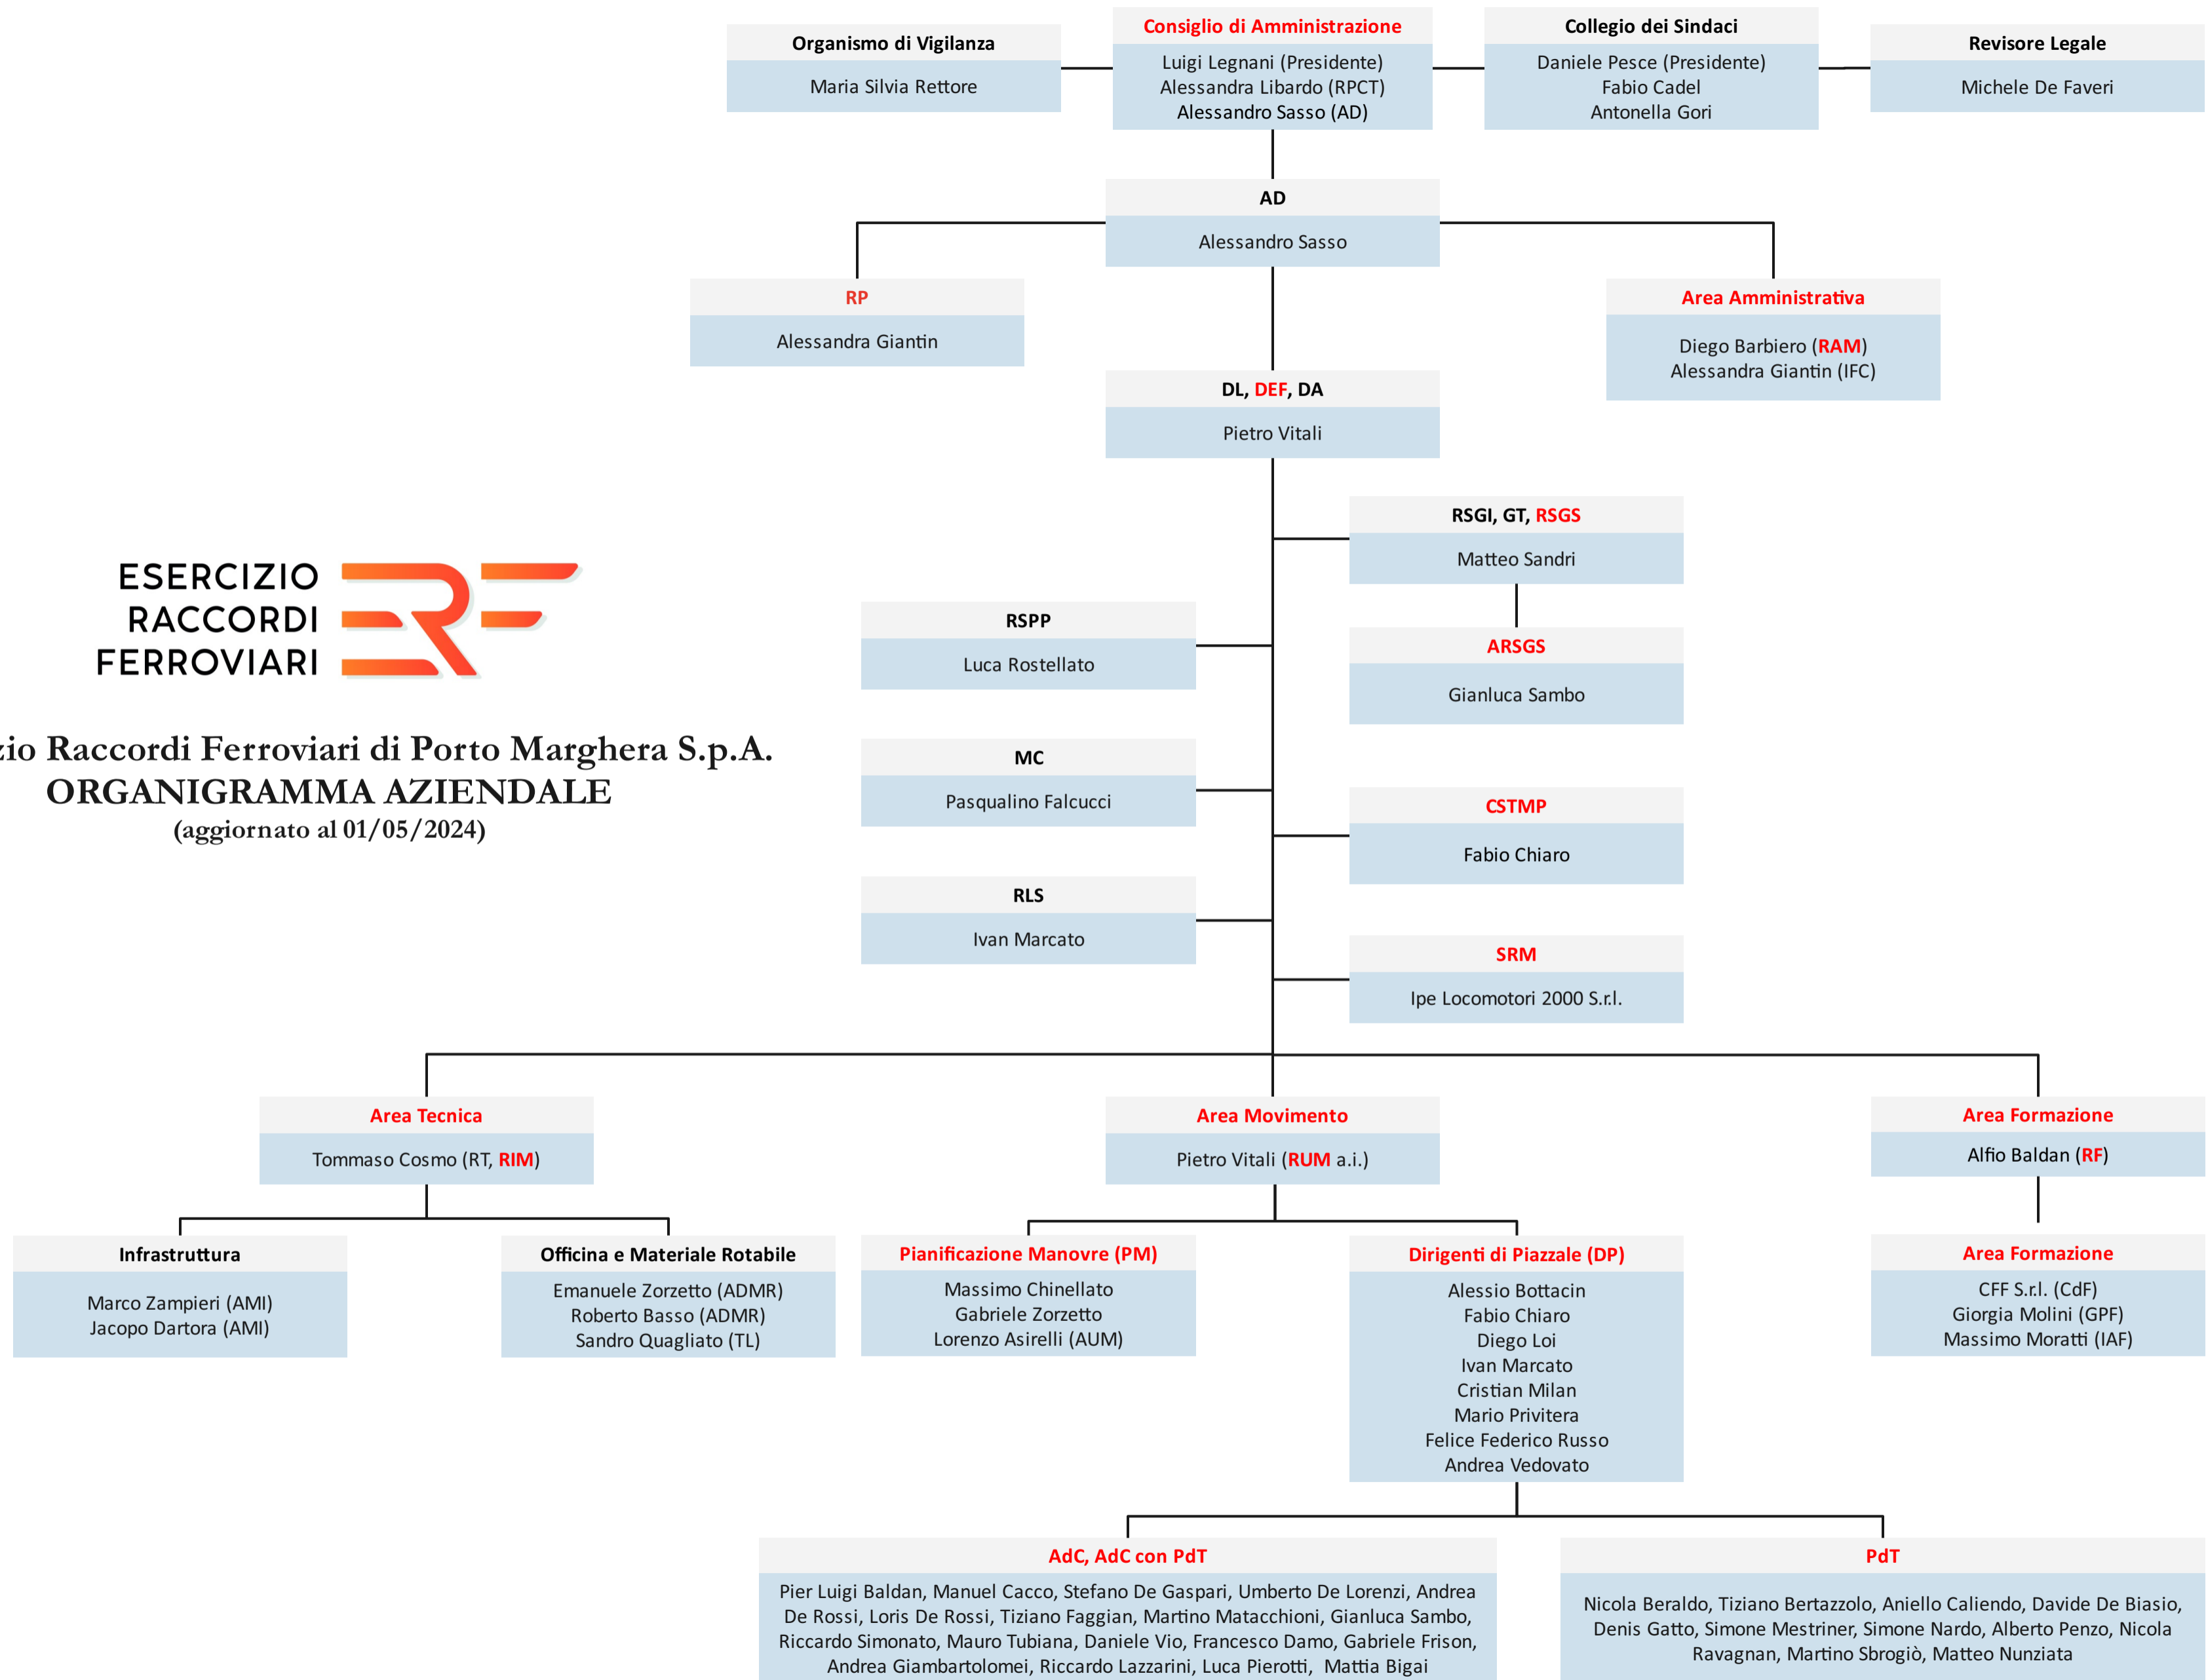 Organismo di Vigilanza
Maria Silvia Rettore
Consiglio di Amministrazione
Luigi Legnani (Presidente)
Alessandra Libardo (RPCT)
Alessandro Sasso (AD)
Collegio dei Sindaci
Daniele Pesce (Presidente)
Fabio Cadel
Antonella Gori
Revisore Legale
Michele De Faveri
AD
Alessandro Sasso
RP
Alessandra Giantin
Area Amministrativa
Diego Barbiero (RAM)
Alessandra Giantin (IFC)
DL, DEF, DA
Pietro Vitali
RSGI, GT, RSGS
Matteo Sandri
ESERCIZIO
RACCORDI
FERROVIARI
ERF
RSPP
Luca Rostellato
ARSGS
Gianluca Sambo
zio Raccordi Ferroviari di Porto Marghera S.p.A.
ORGANIGRAMMA AZIENDALE
(aggiornato al 01/05/2024)
MC
Pasqualino Falcucci
CSTMP
Fabio Chiaro
RLS
Ivan Marcato
SRM
Ipe Locomotori 2000 S.r.l.
Area Tecnica
Tommaso Cosmo (RT, RIM)
Area Movimento
Pietro Vitali (RUM a.i.)
Area Formazione
Alfio Baldan (RF)
Infrastruttura
Marco Zampieri (AMI)
Jacopo Dartora (AMI)
Officina e Materiale Rotabile
Emanuele Zorzetto (ADMR)
Roberto Basso (ADMR)
Sandro Quagliato (TL)
Pianificazione Manovre (PM)
Massimo Chinellato
Gabriele Zorzetto
Lorenzo Asirelli (AUM)
Dirigenti di Piazzale (DP)
Alessio Bottacin
Fabio Chiaro
Diego Loi
Ivan Marcato
Cristian Milan
Mario Privitera
Felice Federico Russo
Andrea Vedovato
Area Formazione
CFF S.r.l. (CdF)
Giorgia Molini (GPF)
Massimo Moratti (IAF)
AdC, AdC con PdT
Pier Luigi Baldan, Manuel Cacco, Stefano De Gaspari, Umberto De Lorenzi, Andrea
De Rossi, Loris De Rossi, Tiziano Faggian, Martino Matacchioni, Gianluca Sambo,
Riccardo Simonato, Mauro Tubiana, Daniele Vio, Francesco Damo, Gabriele Frison,
Andrea Giambartolomei, Riccardo Lazzarini, Luca Pierotti, Mattia Bigai
PdT
Nicola Beraldo, Tiziano Bertazzolo, Aniello Caliendo, Davide De Biasio,
Denis Gatto, Simone Mestriner, Simone Nardo, Alberto Penzo, Nicola
Ravagnan, Martino Sbrogiò, Matteo Nunziata